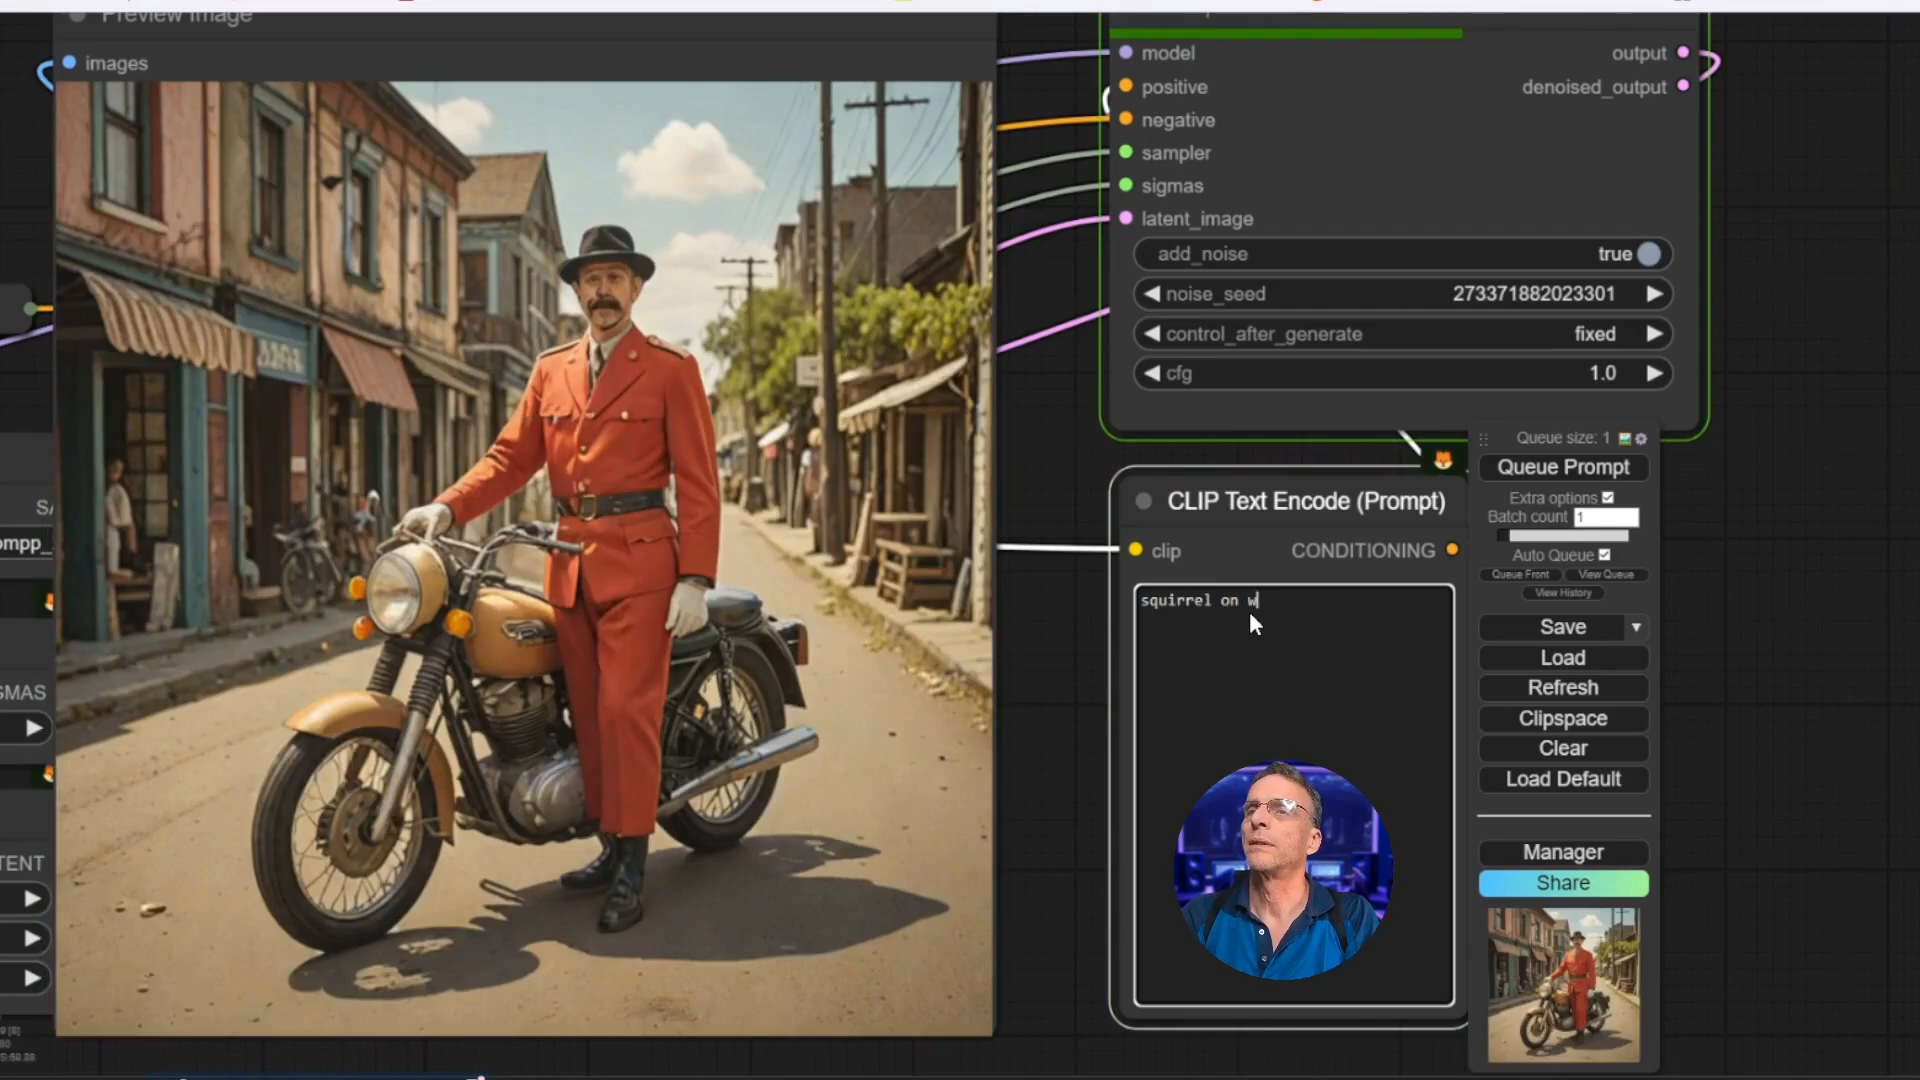 Preview Image
images
model
output
positive
denoised_output
negative
sampler
sigmas
latent_image
add_noise
true
noise_seed
273371882023301
control_after_generate
fixed
cfg
1.0
Queue size: 1
Queue Prompt
Extra options
Batch count 1
Auto Queue
Queue Front
View Queue
View History
Save
Load
Refresh
Clipspace
Clear
Load Default
Manager
Share
CLIP Text Encode (Prompt)
clip
CONDITIONING
squirrel on w
SA
ompp_
GMAS
TENT